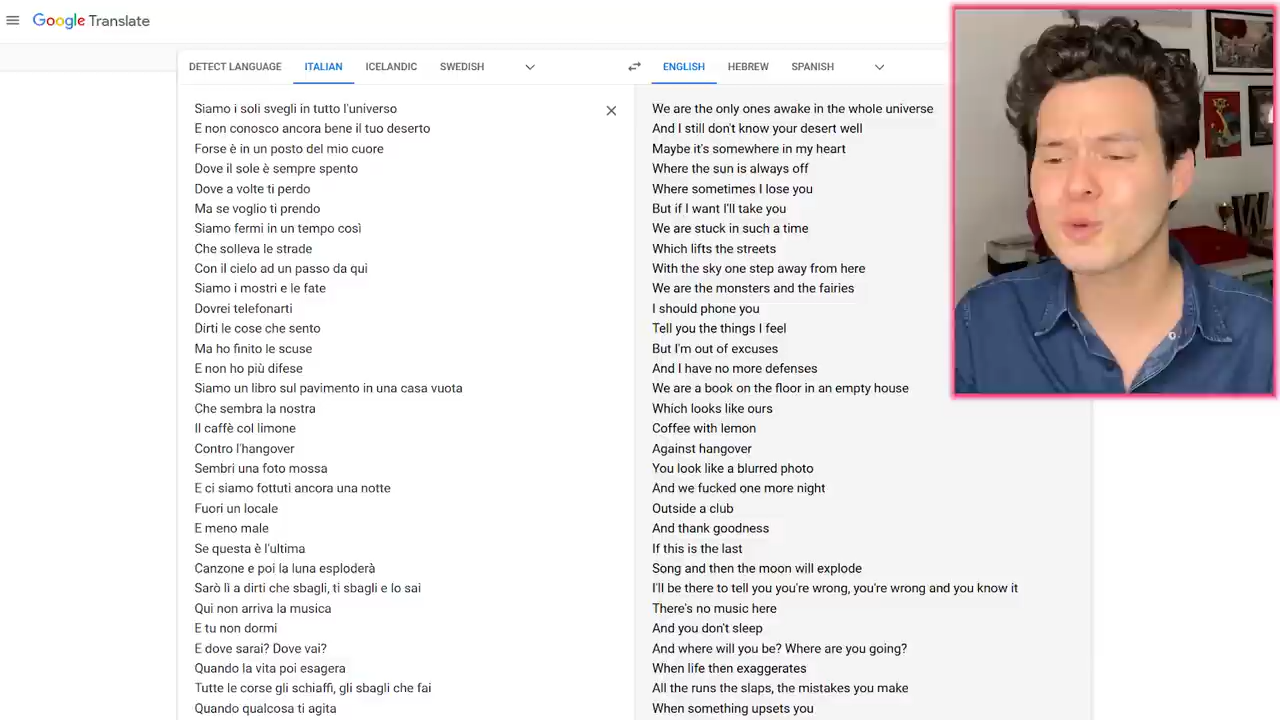 Google Translate
DETECT LANGUAGE ITALIAN ICELANDIC SWEDISH ENGLISH HEBREW SPANISH
Siamo i soli svegli in tutto l'universo
E non conosco ancora bene il tuo deserto
Forse è in un posto del mio cuore
Dove il sole è sempre spento
Dove a volte ti perdo
Ma se voglio ti prendo
Siamo fermi in un tempo così
Che solleva le strade
Con il cielo ad un passo da qui
Siamo i mostri e le fate
Dovrei telefonarti
Dirti le cose che sento
Ma ho finito le scuse
E non ho più difese
Siamo un libro sul pavimento in una casa vuota
Che sembra la nostra
Il caffè col limone
Contro l'hangover
Sembri una foto mossa
E ci siamo fottuti ancora una notte
Fuori un locale
E meno male
Se questa è l'ultima
Canzone e poi la luna esploderà
Sarò lì a dirti che sbagli, ti sbagli e lo sai
Qui non arriva la musica
E tu non dormi
E dove sarai? Dove vai?
Quando la vita poi esagera
Tutte le corse gli schiaffi, gli sbagli che fai
Quando qualcosa ti agita
We are the only ones awake in the whole universe
And I still don't know your desert well
Maybe it's somewhere in my heart
Where the sun is always off
Where sometimes I lose you
But if I want I'll take you
We are stuck in such a time
Which lifts the streets
With the sky one step away from here
We are the monsters and the fairies
I should phone you
Tell you the things I feel
But I'm out of excuses
And I have no more defenses
We are a book on the floor in an empty house
Which looks like ours
Coffee with lemon
Against hangover
You look like a blurred photo
And we fucked one more night
Outside a club
And thank goodness
If this is the last
Song and then the moon will explode
I'll be there to tell you you're wrong, you're wrong and you know it
There's no music here
And you don't sleep
And where will you be? Where are you going?
When life then exaggerates
All the runs the slaps, the mistakes you make
When something upsets you
W